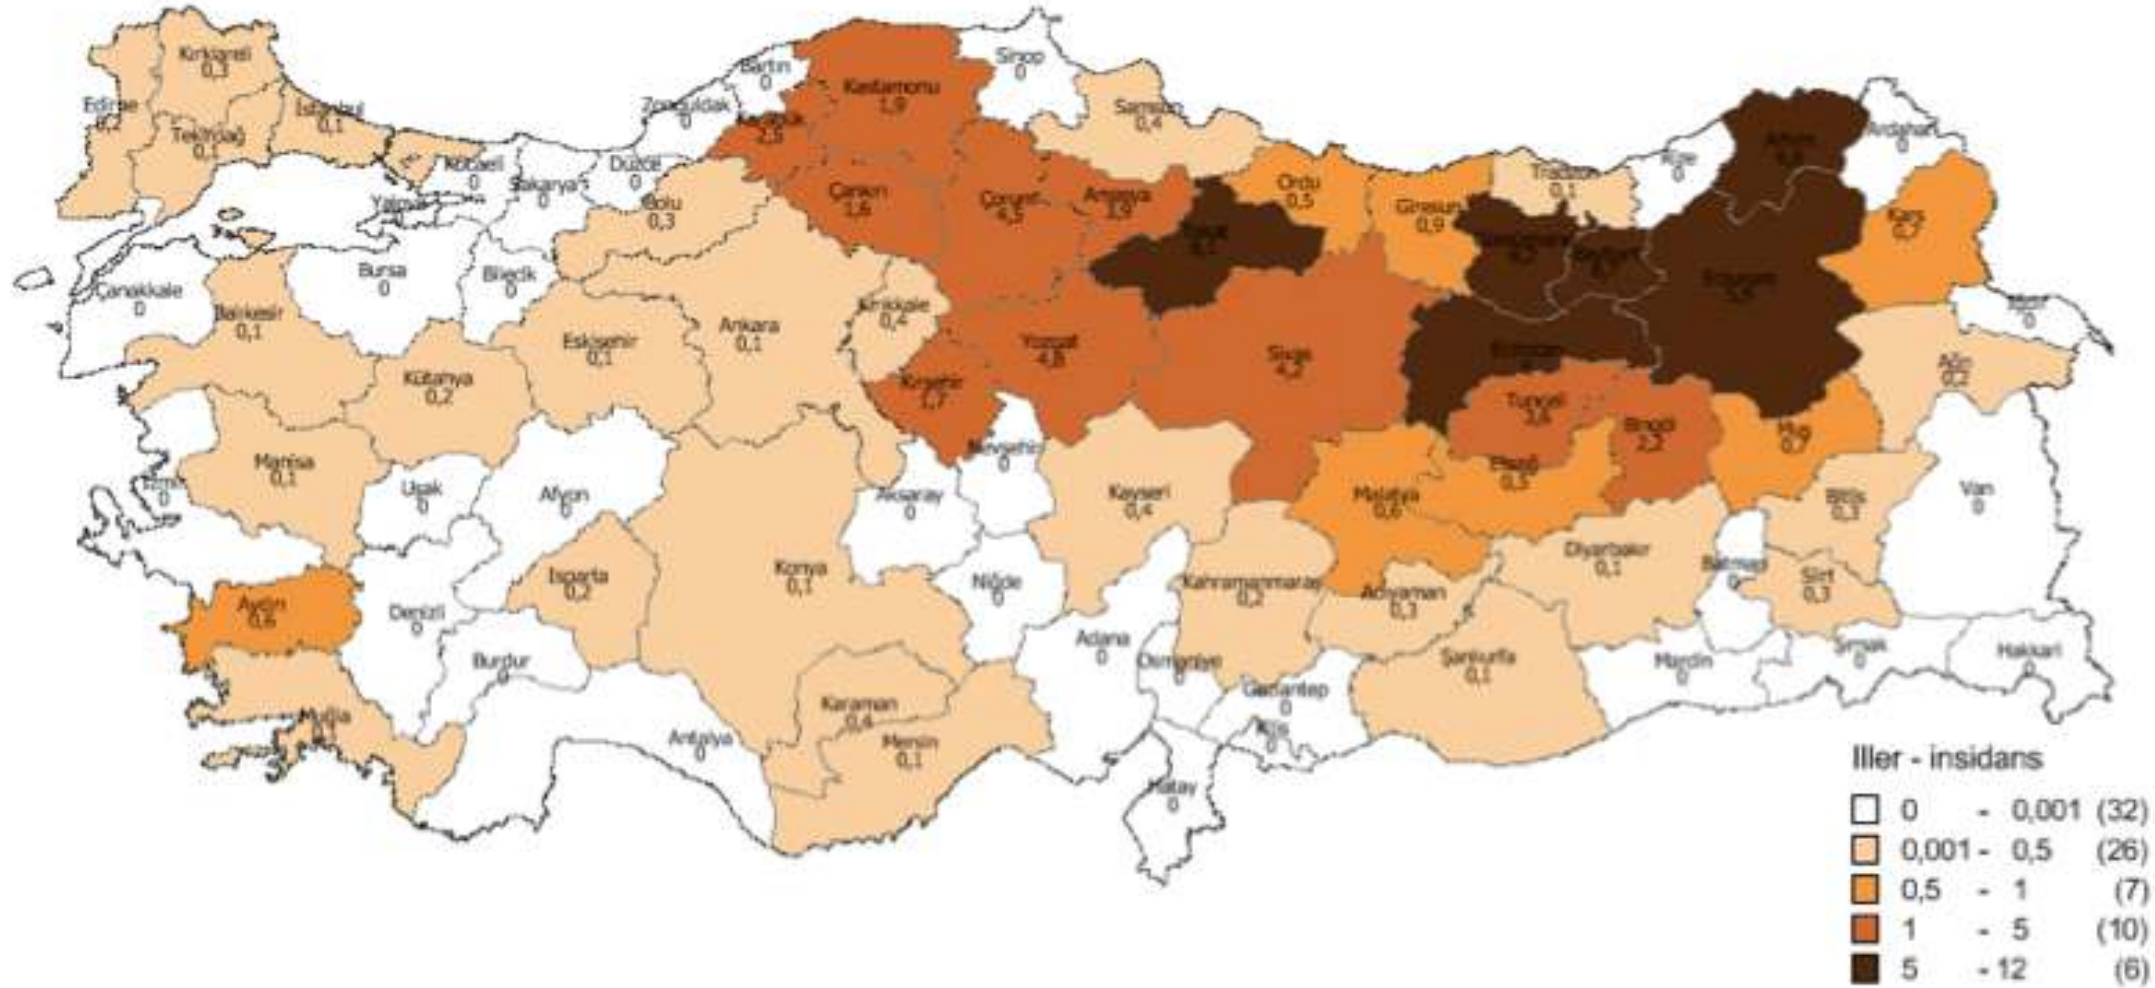 Kırklareli
0,3
Edirne
İstanbul
0,1
Tekirdağ
0,1
Kocaeli
0
Yalova
Sakarya
0
Düzce
0
Zonguldak
0
Bartın
0
Karabük
2,5
Kastamonu
1,9
Sinop
0
Samsun
0,4
Bolu
0,3
Çankırı
1,6
Çorum
4,5
Amasya
3,9
Tokat
Ordu
0,5
Giresun
0,9
Trabzon
0,1
Rize
0
Artvin
Ardahan
0
Kars
0,7
Gümüşhane
Bayburt
Erzurum
Iğdır
0
Çanakkale
0
Balıkesir
0,1
Bursa
0
Bilecik
0
Eskişehir
0,1
Ankara
0,1
Kırıkkale
0,4
Yozgat
4,8
Sivas
4,2
Erzincan
Ağrı
0,2
Kütahya
0,2
Kırşehir
1,7
Tunceli
3,6
Bingöl
2,2
Muş
0,7
Manisa
0,1
İzmir
0
Uşak
0
Afyon
0
Aksaray
0
Nevşehir
0
Kayseri
0,4
Malatya
0,6
Elazığ
0,5
Bitlis
0,3
Van
0
Isparta
0,2
Konya
0,1
Niğde
0
Kahramanmaraş
0,2
Adıyaman
0,3
Diyarbakır
0,1
Batman
0
Siirt
0,3
Aydın
0,6
Denizli
0
Burdur
0
Adana
0
Osmaniye
0
Gaziantep
0
Kilis
0
Şanlıurfa
0,1
Mardin
0
Şırnak
0
Hakkari
0
Muğla
0,1
Antalya
0
Karaman
0,4
Mersin
0,1
Hatay
0
Iller - insidans
0 - 0,001 (32)
0,001 - 0,5 (26)
0,5 - 1 (7)
1 - 5 (10)
5 - 12 (6)